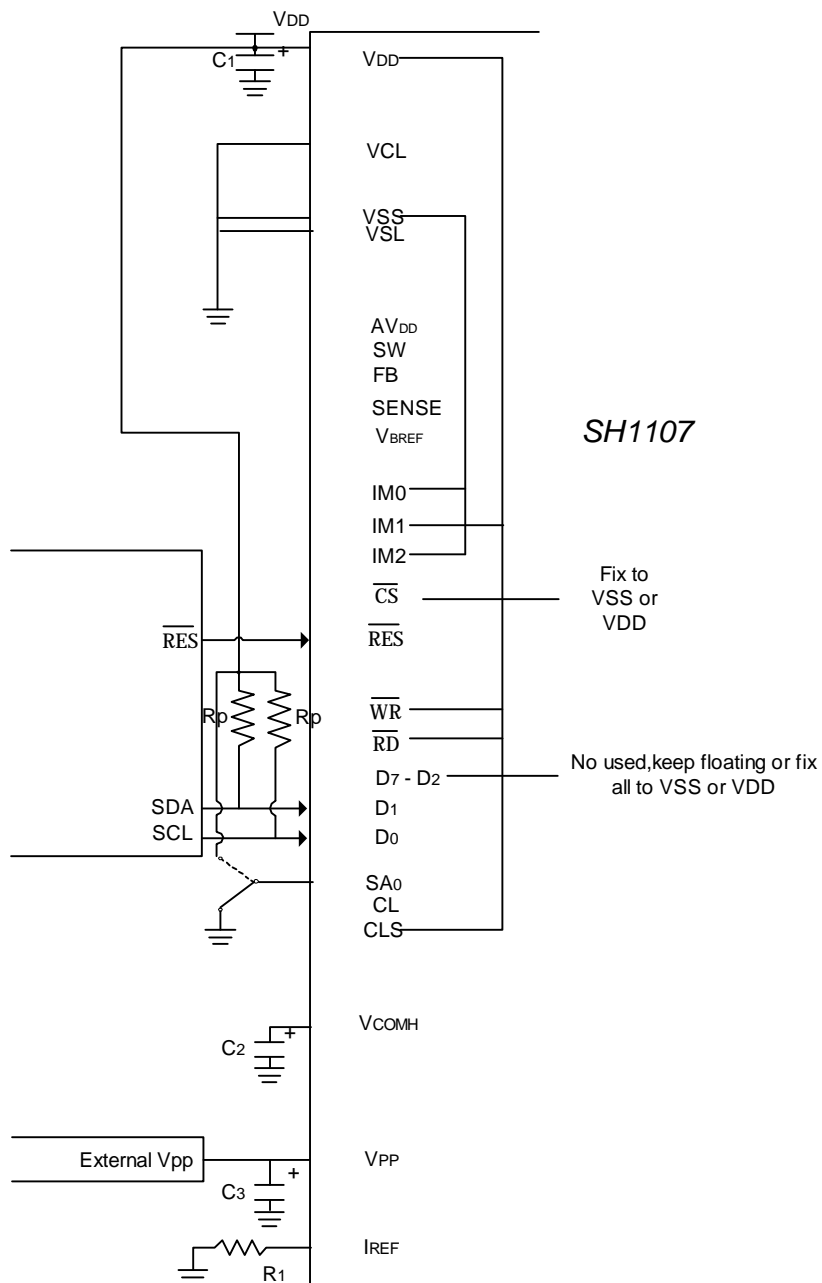 VDD
C1
+
VDD
VCL
VSS
VSL
AVDD
SW
FB
SENSE
VBREF
SH1107
IM0
IM1
IM2
CS
Fix to
VSS or
VDD
RES
RES
Rp
Rp
WR
RD
D7 - D2
No used,keep floating or fix
all to VSS or VDD
SDA
D1
SCL
D0
SA0
CL
CLS
VCOMH
+
C2
External Vpp
VPP
+
C3
IREF
R1